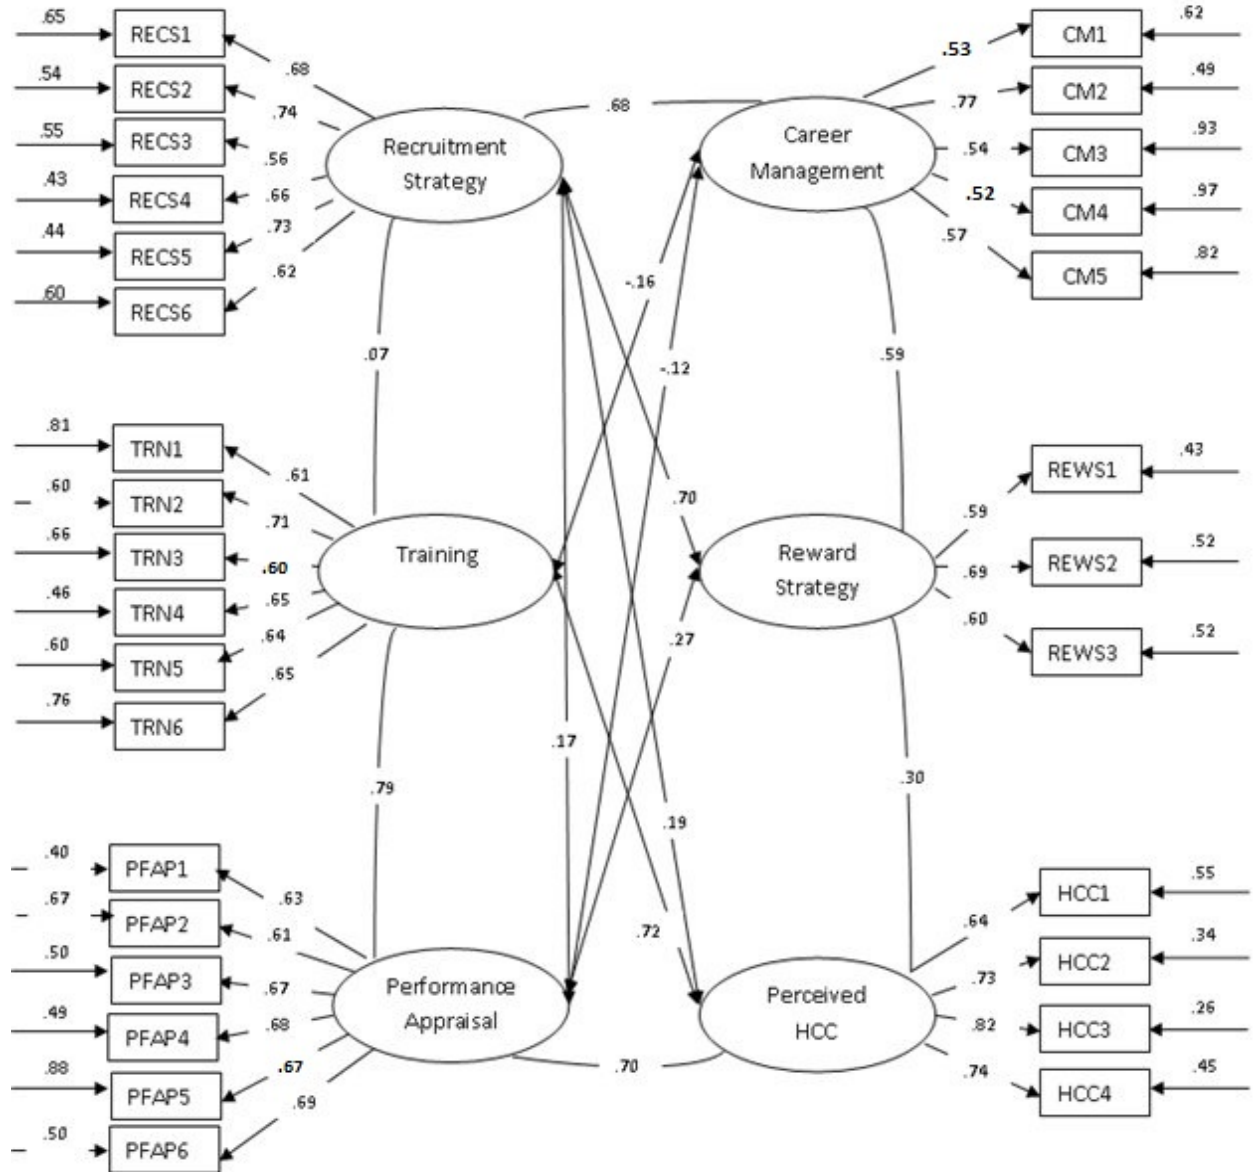 .65
RECS1
.68
.54
RECS2
.74
.55
RECS3
.56
.43
RECS4
.66
.44
RECS5
.73
.60
RECS6
.62
Recruitment
Strategy
.68
Career
Management
.53
CM1
.62
.77
CM2
.49
.54
CM3
.93
.52
CM4
.97
.57
CM5
.82
-.16
.07
-.12
.59
.81
TRN1
.61
.60
TRN2
.71
.66
TRN3
.60
.46
TRN4
.65
.60
TRN5
.64
.76
TRN6
.65
Training
.70
Reward
Strategy
.59
REWS1
.43
.69
REWS2
.52
.60
REWS3
.52
.27
.17
.79
.19
.30
.72
.40
PFAP1
.63
.67
PFAP2
.61
.50
PFAP3
.67
.49
PFAP4
.68
.88
PFAP5
.67
.50
PFAP6
.69
Performance
Appraisal
.70
Perceived
HCC
.64
HCC1
.55
.73
HCC2
.34
.82
HCC3
.26
.74
HCC4
.45